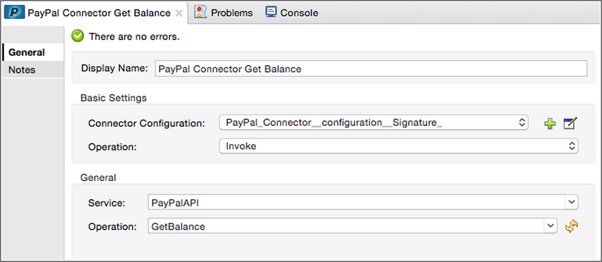 PayPal Connector Get Balance
Problems
Console
General
Notes
There are no errors.
Display Name: PayPal Connector Get Balance
Basic Settings
Connector Configuration: PayPal_Connector__configuration__Signature_
Operation: Invoke
General
Service: PayPalAPI
Operation: GetBalance